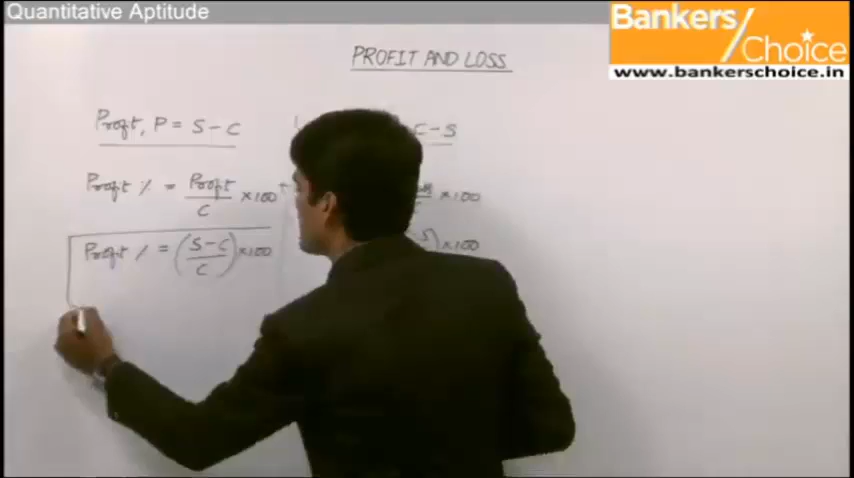 Quantitative Aptitude
Bankers
Choice
www.bankerschoice.in
PROFIT AND LOSS
Profit, P = S - C
C - S
Profit % = Profit/C × 100
× 100
Profit % = (S-C/C) × 100
S) × 100